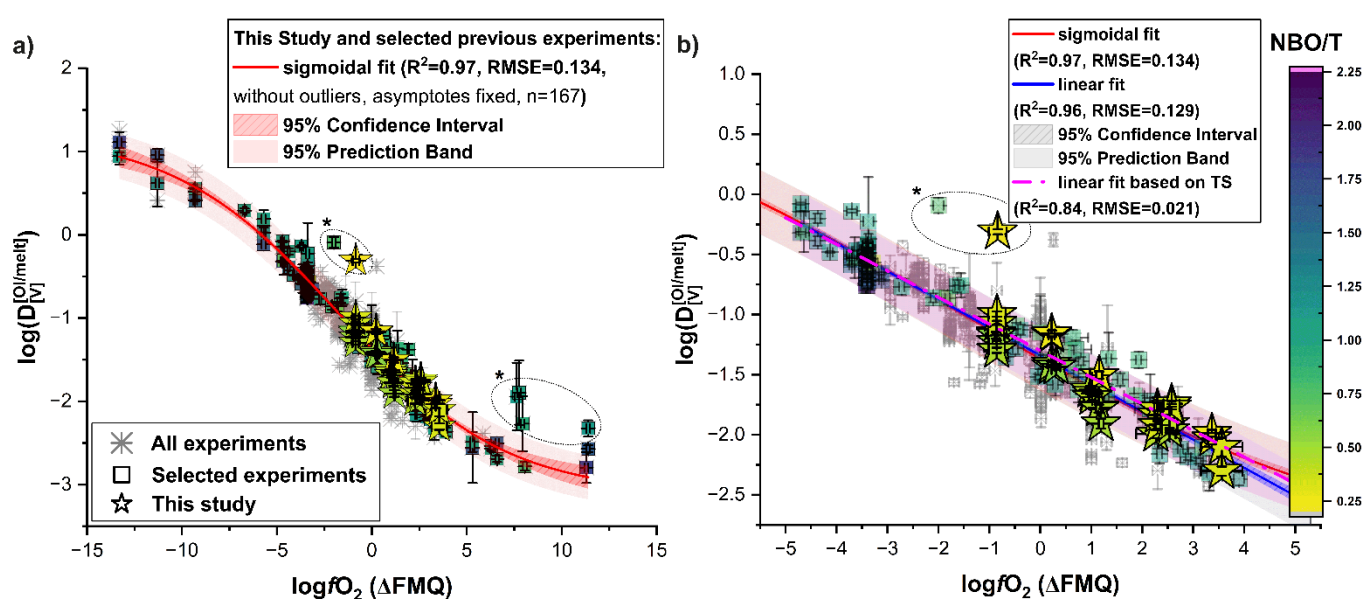 a)
This Study and selected previous experiments:
sigmoidal fit (R²=0.97, RMSE=0.134,
without outliers, asymptotes fixed, n=167)
95% Confidence Interval
95% Prediction Band
2
1
0
−1
−2
−3
log(D[V][Ol/melt])
*
*
All experiments
Selected experiments
This study
−15 −10 −5 0 5 10 15
logfO₂ (ΔFMQ)
b)
sigmoidal fit
(R²=0.97, RMSE=0.134)
linear fit
(R²=0.96, RMSE=0.129)
95% Confidence Interval
95% Prediction Band
linear fit based on TS
(R²=0.84, RMSE=0.021)
1.0
0.5
0.0
−0.5
−1.0
−1.5
−2.0
−2.5
log(D[V][Ol/melt])
*
−5 −4 −3 −2 −1 0 1 2 3 4 5
logfO₂ (ΔFMQ)
NBO/T
2.25
2.00
1.75
1.50
1.25
1.00
0.75
0.50
0.25